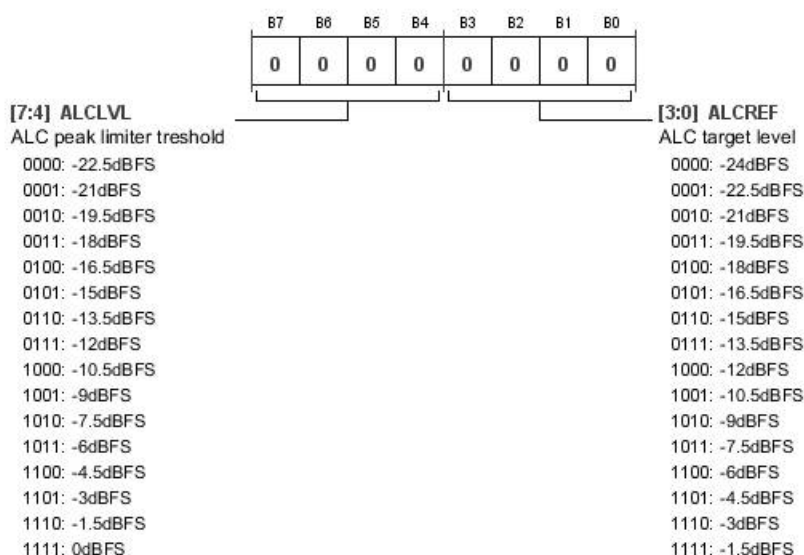 B7 B6 B5 B4 B3 B2 B1 B0
0 0 0 0 0 0 0 0
[7:4] ALCLVL
ALC peak limiter treshold
0000: -22.5dBFS
0001: -21dBFS
0010: -19.5dBFS
0011: -18dBFS
0100: -16.5dBFS
0101: -15dBFS
0110: -13.5dBFS
0111: -12dBFS
1000: -10.5dBFS
1001: -9dBFS
1010: -7.5dBFS
1011: -6dBFS
1100: -4.5dBFS
1101: -3dBFS
1110: -1.5dBFS
1111: 0dBFS
[3:0] ALCREF
ALC target level
0000: -24dBFS
0001: -22.5dBFS
0010: -21dBFS
0011: -19.5dBFS
0100: -18dBFS
0101: -16.5dBFS
0110: -15dBFS
0111: -13.5dBFS
1000: -12dBFS
1001: -10.5dBFS
1010: -9dBFS
1011: -7.5dBFS
1100: -6dBFS
1101: -4.5dBFS
1110: -3dBFS
1111: -1.5dBFS